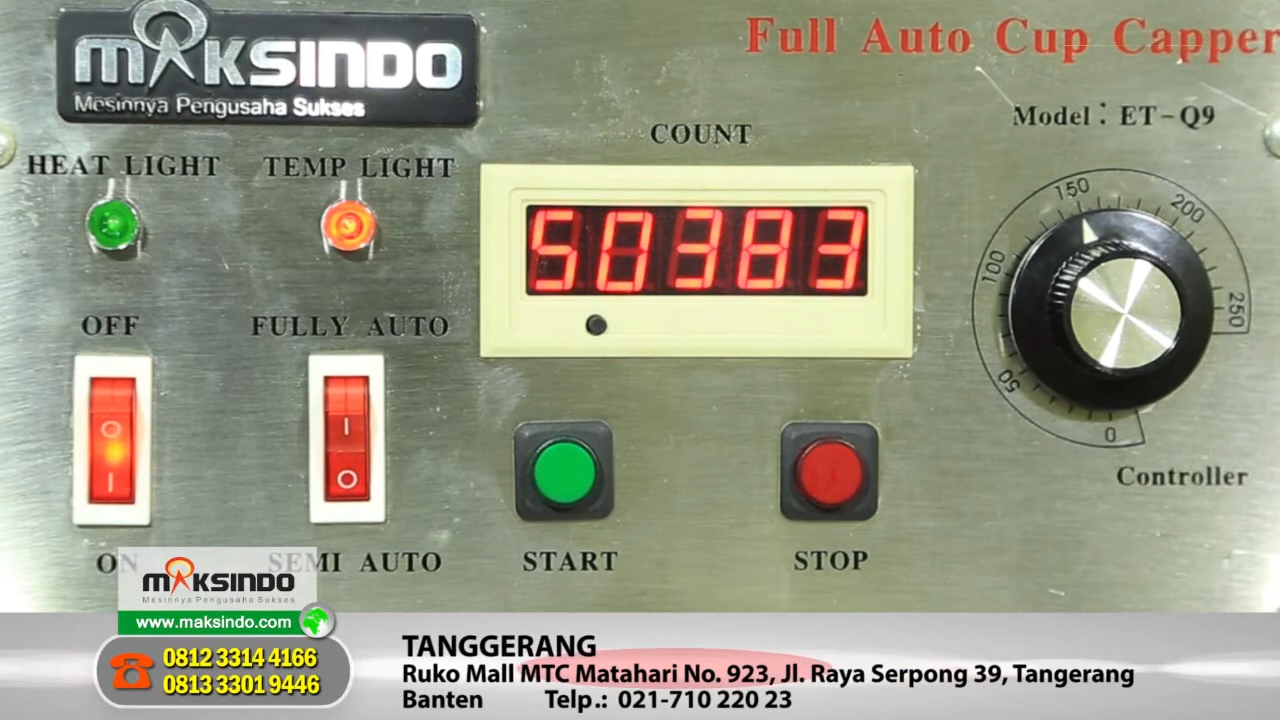 MAKSINDO
Mesinnya Pengusaha Sukses
Full Auto Cup Capper
Model : ET-Q9
COUNT
HEAT LIGHT
TEMP LIGHT
50383
0
50
100
150
200
250
Controller
OFF
FULLY AUTO
O
I
I
O
ON
SEMI AUTO
START
STOP
MAKSINDO
Mesinnya Pengusaha Sukses
www.maksindo.com
0812 3314 4166
0813 3301 9446
TANGGERANG
Ruko Mall MTC Matahari No. 923, Jl. Raya Serpong 39, Tangerang
Banten Telp.: 021-710 220 23